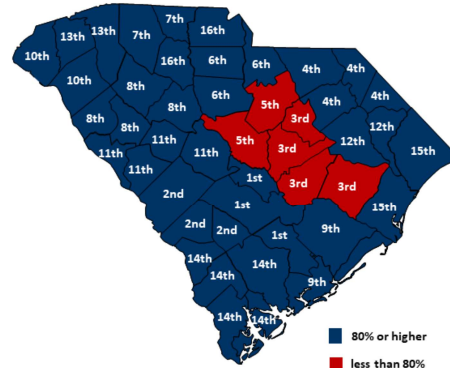 7th
13th 13th 7th 16th
10th
16th 6th 6th 4th 4th
10th
8th 6th 5th 4th 4th
8th 3rd
8th 8th 12th
11th 5th 3rd 12th
11th 11th 15th
11th
1st 3rd 3rd
2nd
1st 15th
2nd 2nd 1st 9th
14th
14th 14th
9th
14th 14th
80% or higher
less than 80%